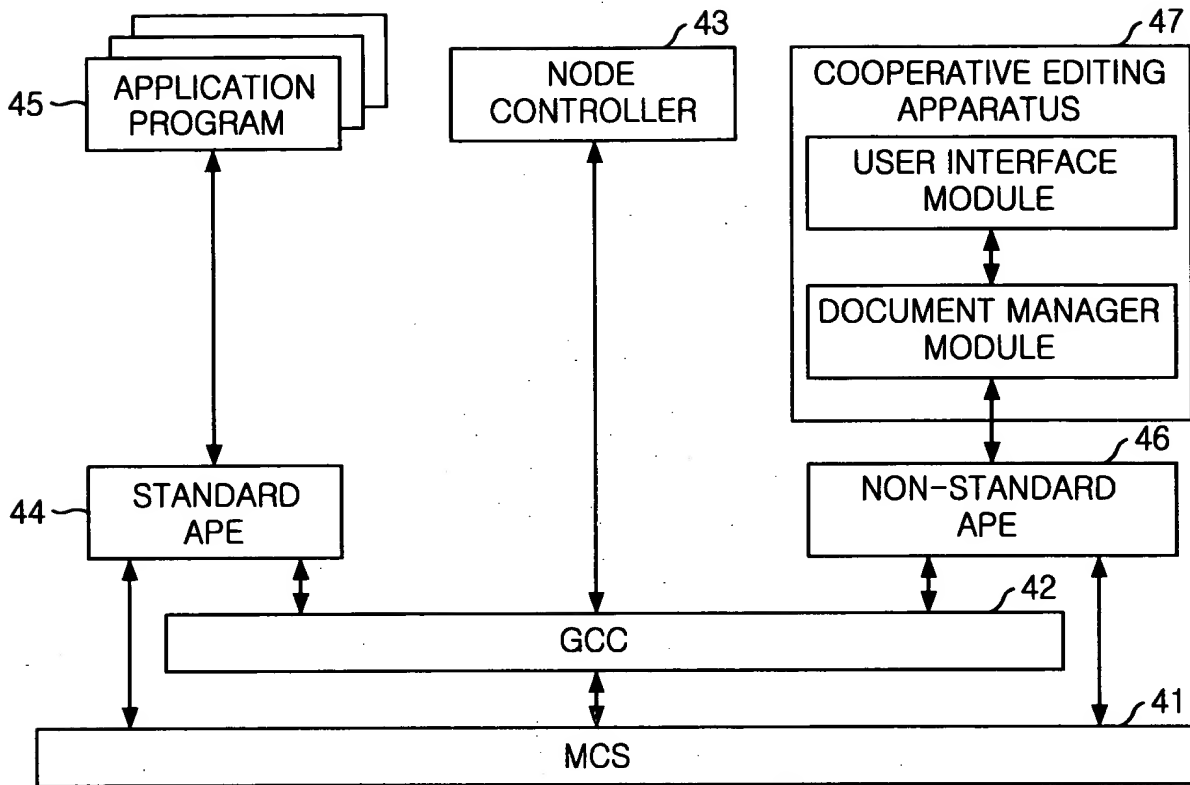 45
APPLICATION
PROGRAM
43
NODE
CONTROLLER
47
COOPERATIVE EDITING
APPARATUS
USER INTERFACE
MODULE
DOCUMENT MANAGER
MODULE
44
STANDARD
APE
46
NON-STANDARD
APE
42
GCC
41
MCS